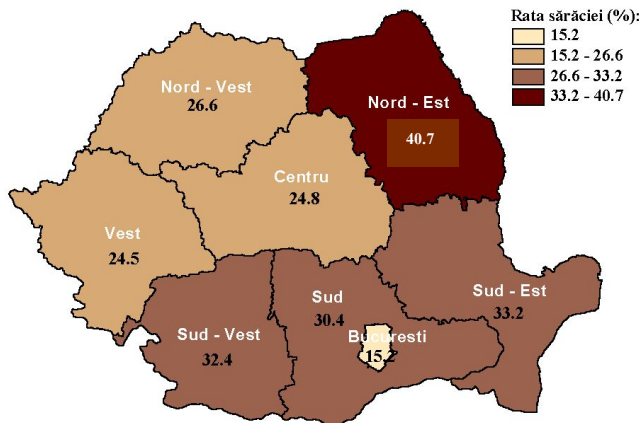 Rata sărăciei (%):
15.2
15.2 - 26.6
26.6 - 33.2
33.2 - 40.7
Nord - Vest
26.6
Nord - Est
40.7
Centru
24.8
Vest
24.5
Sud - Est
33.2
Sud
30.4
Sud - Vest
32.4
Bucuresti
15.2